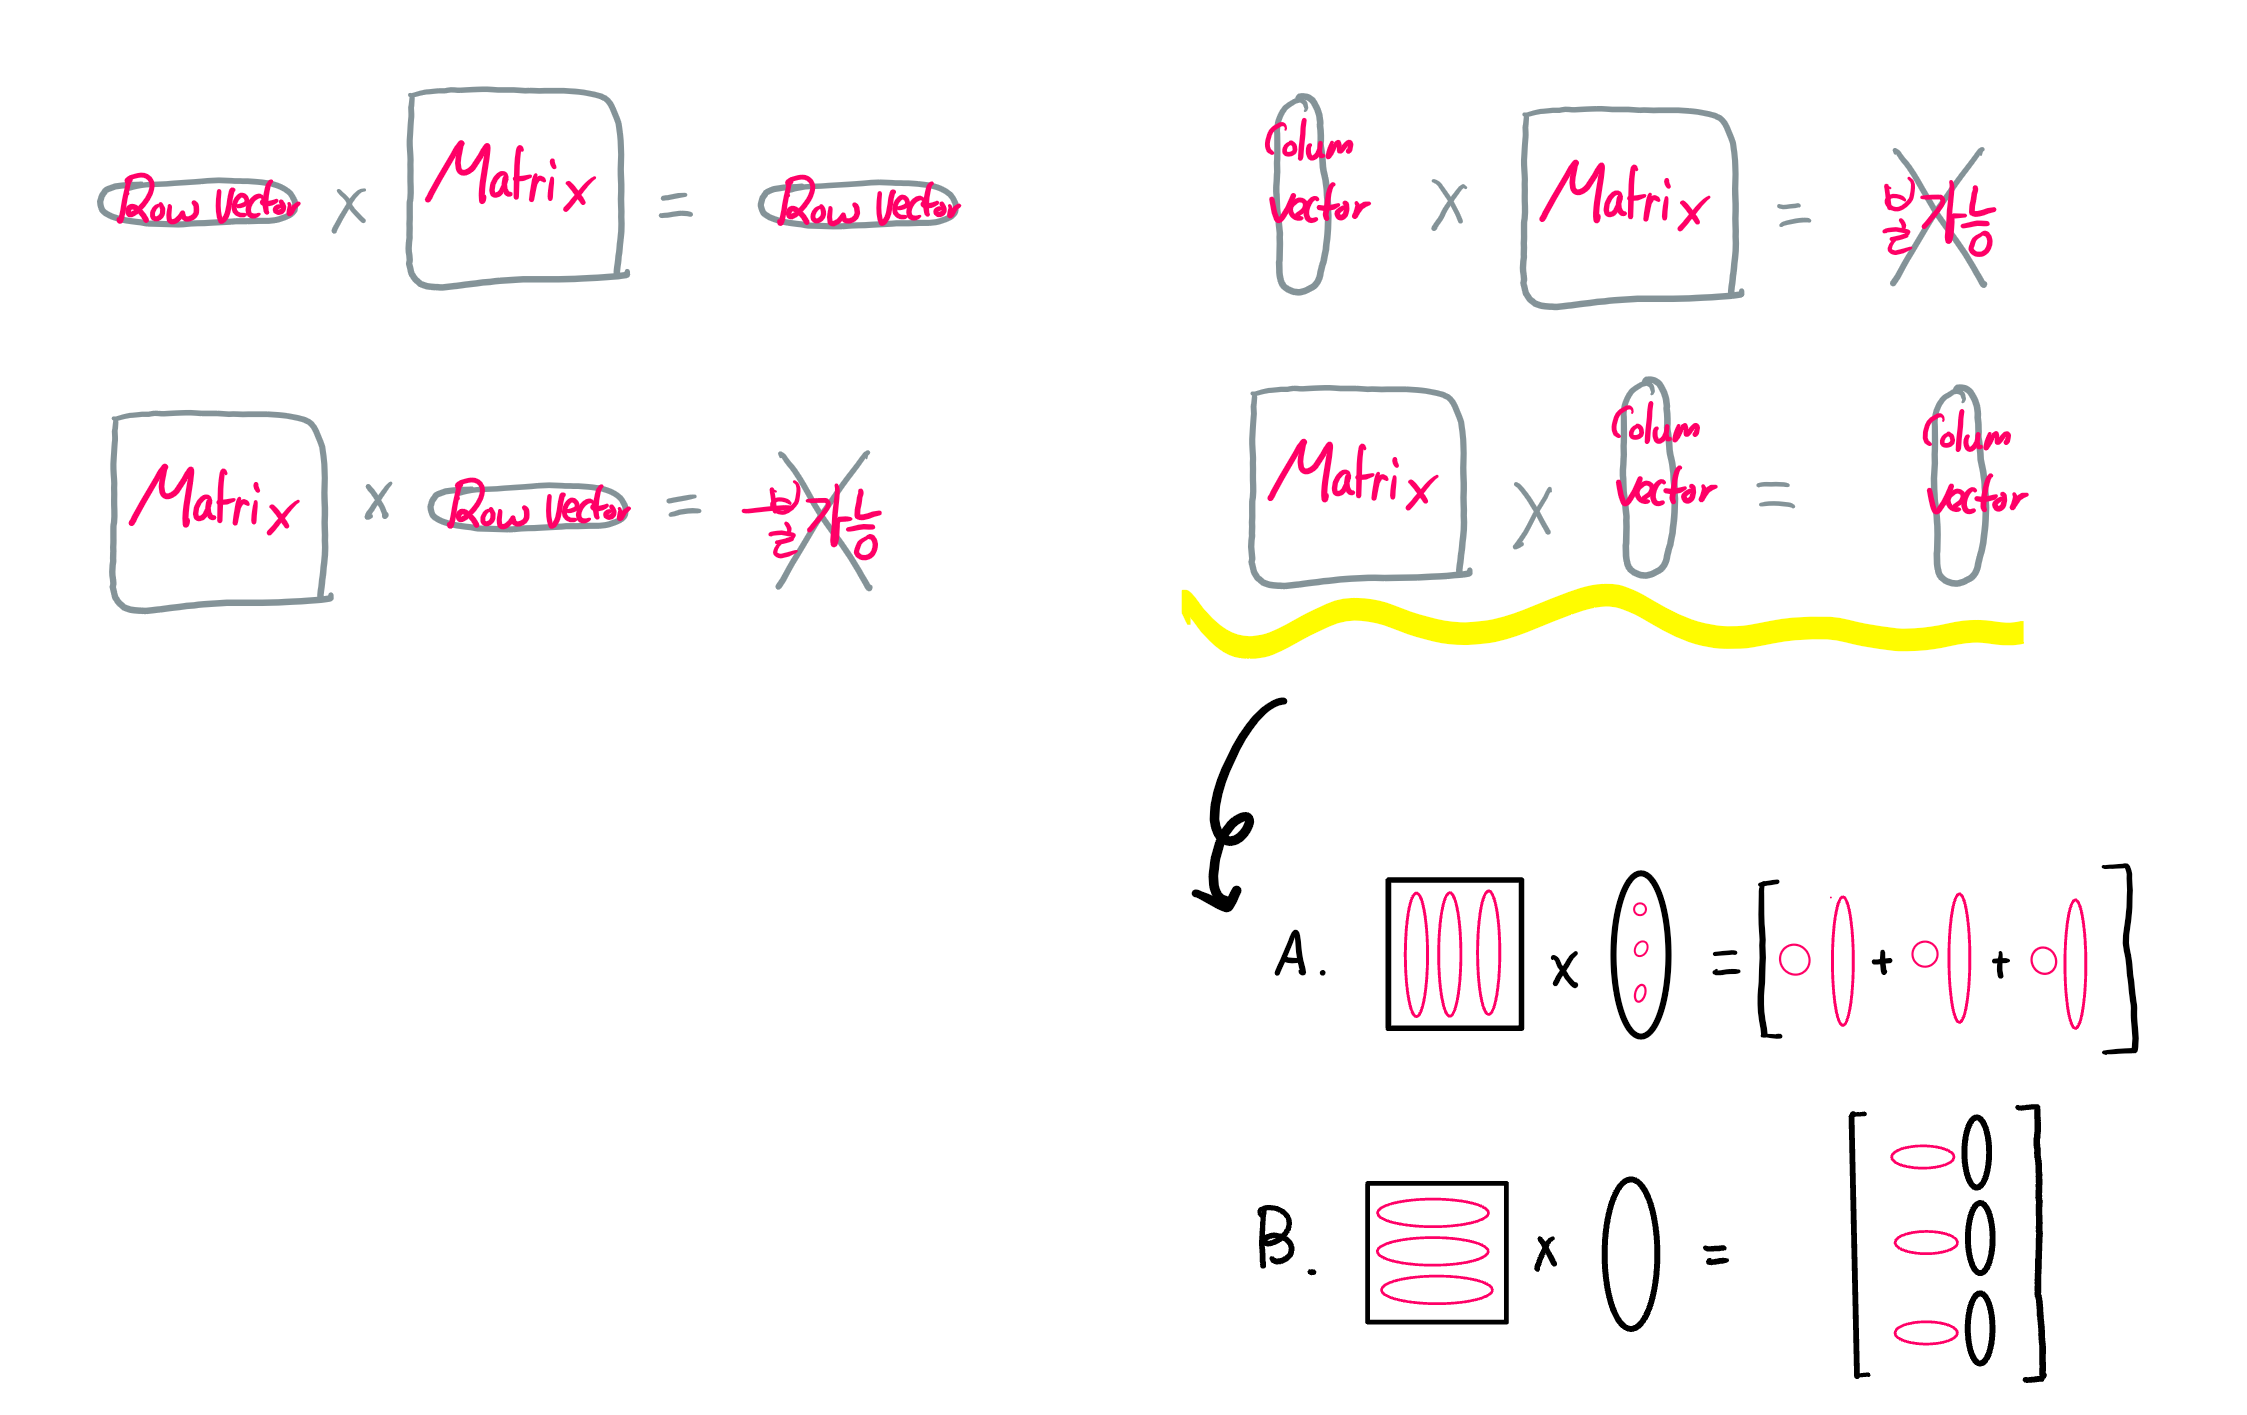 Row Vector × Matrix = Row Vector
Colum vector × Matrix = 불가능
Matrix × Row Vector = 불가능
Matrix × Colum vector = Colum vector
A. × = [ + + ]
B. × = [ ]